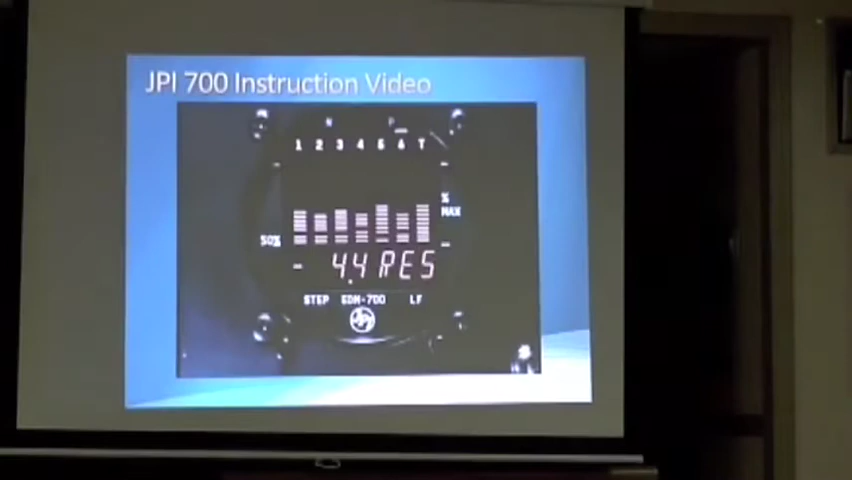 JPI 700 Instruction Video
1 2 3 4 5 6 T
%
MAX
50%
4.4 RES
STEP EDM-700 LF
JPI